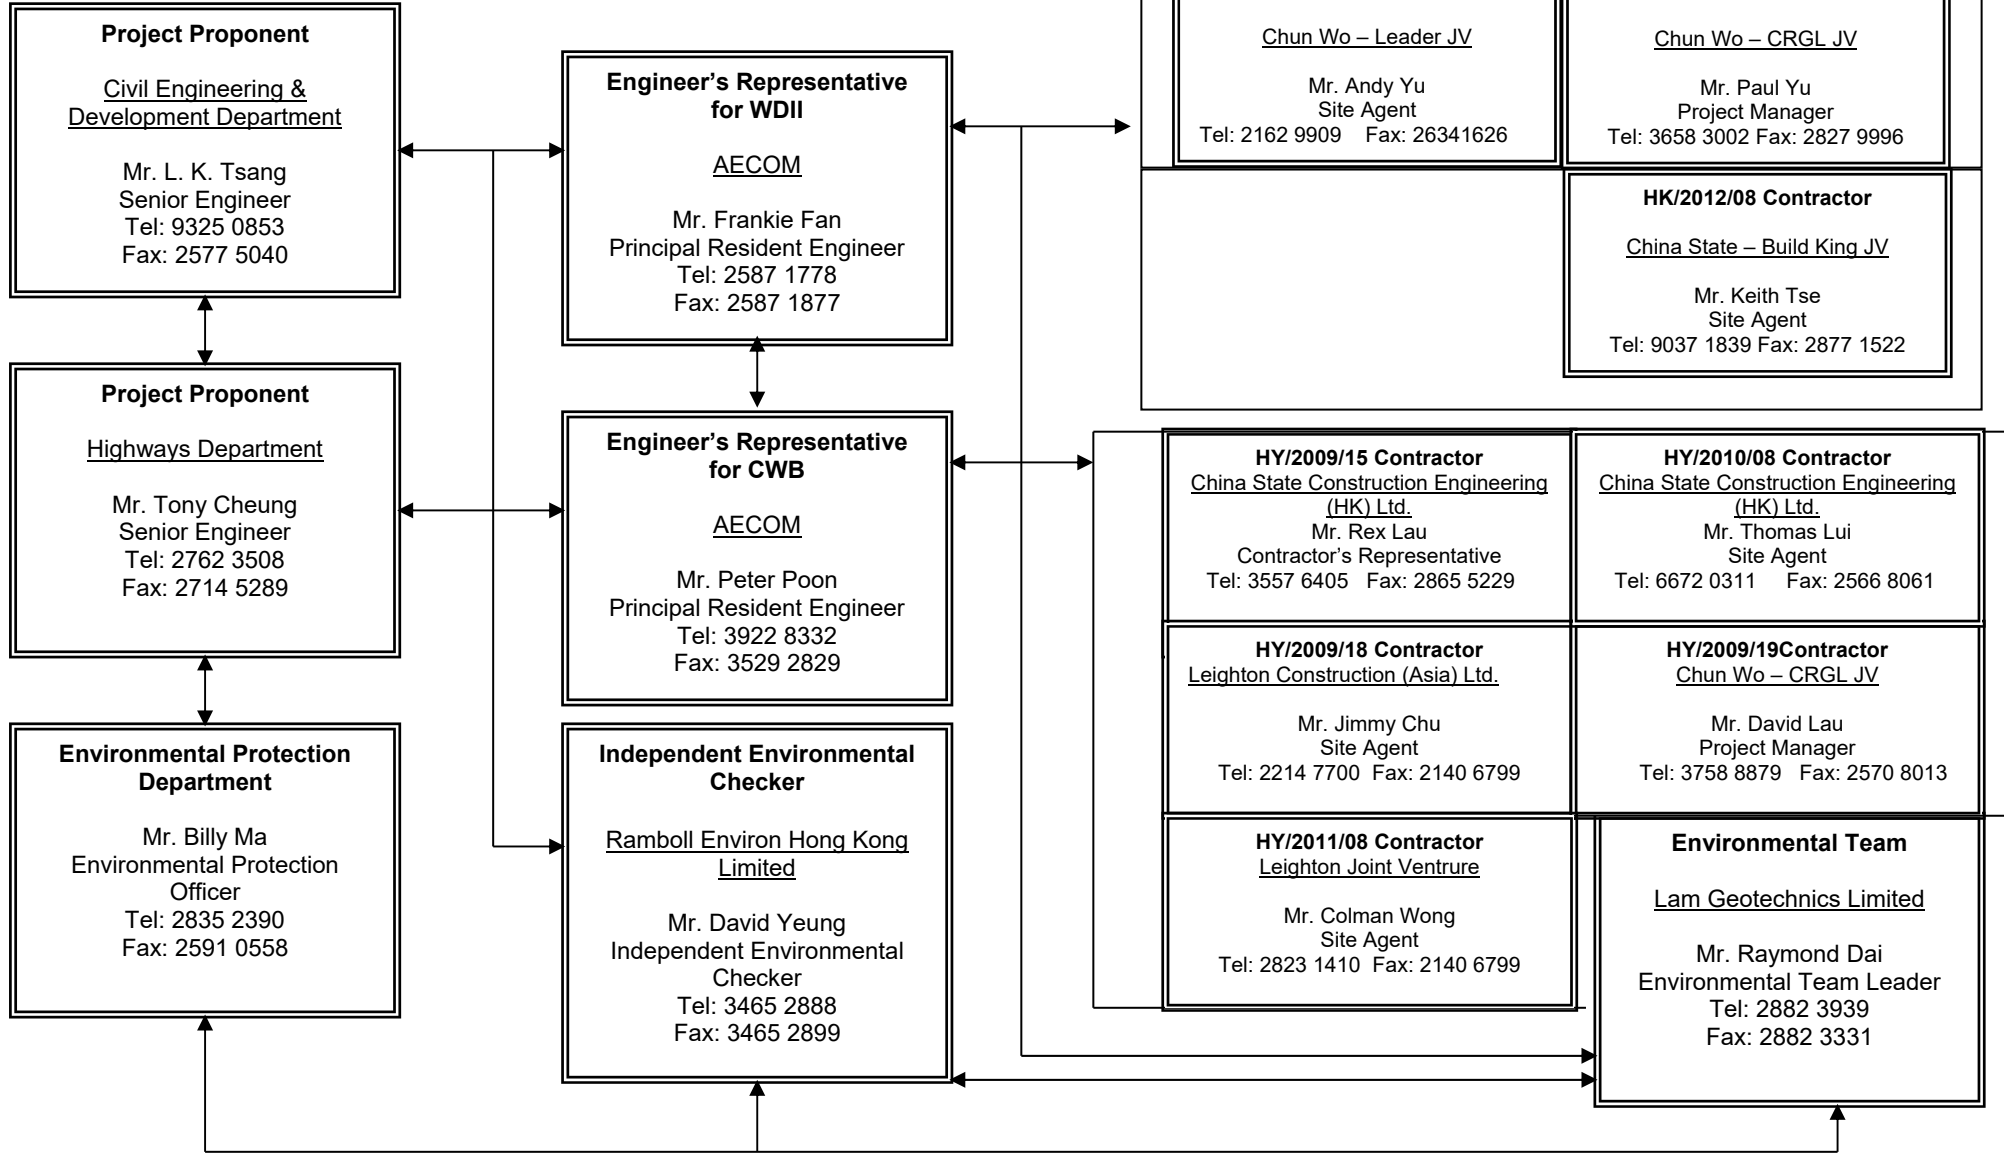 Project Proponent
Civil Engineering &
Development Department
Mr. L. K. Tsang
Senior Engineer
Tel: 9325 0853
Fax: 2577 5040
Project Proponent
Highways Department
Mr. Tony Cheung
Senior Engineer
Tel: 2762 3508
Fax: 2714 5289
Environmental Protection
Department
Mr. Billy Ma
Environmental Protection
Officer
Tel: 2835 2390
Fax: 2591 0558
Engineer’s Representative
for WDII
AECOM
Mr. Frankie Fan
Principal Resident Engineer
Tel: 2587 1778
Fax: 2587 1877
Engineer’s Representative
for CWB
AECOM
Mr. Peter Poon
Principal Resident Engineer
Tel: 3922 8332
Fax: 3529 2829
Independent Environmental
Checker
Ramboll Environ Hong Kong
Limited
Mr. David Yeung
Independent Environmental
Checker
Tel: 3465 2888
Fax: 3465 2899
Chun Wo – Leader JV
Mr. Andy Yu
Site Agent
Tel: 2162 9909 Fax: 26341626
Chun Wo – CRGL JV
Mr. Paul Yu
Project Manager
Tel: 3658 3002 Fax: 2827 9996
HK/2012/08 Contractor
China State – Build King JV
Mr. Keith Tse
Site Agent
Tel: 9037 1839 Fax: 2877 1522
HY/2009/15 Contractor
China State Construction Engineering
(HK) Ltd.
Mr. Rex Lau
Contractor’s Representative
Tel: 3557 6405 Fax: 2865 5229
HY/2010/08 Contractor
China State Construction Engineering
(HK) Ltd.
Mr. Thomas Lui
Site Agent
Tel: 6672 0311 Fax: 2566 8061
HY/2009/18 Contractor
Leighton Construction (Asia) Ltd.
Mr. Jimmy Chu
Site Agent
Tel: 2214 7700 Fax: 2140 6799
HY/2009/19Contractor
Chun Wo – CRGL JV
Mr. David Lau
Project Manager
Tel: 3758 8879 Fax: 2570 8013
HY/2011/08 Contractor
Leighton Joint Ventrure
Mr. Colman Wong
Site Agent
Tel: 2823 1410 Fax: 2140 6799
Environmental Team
Lam Geotechnics Limited
Mr. Raymond Dai
Environmental Team Leader
Tel: 2882 3939
Fax: 2882 3331